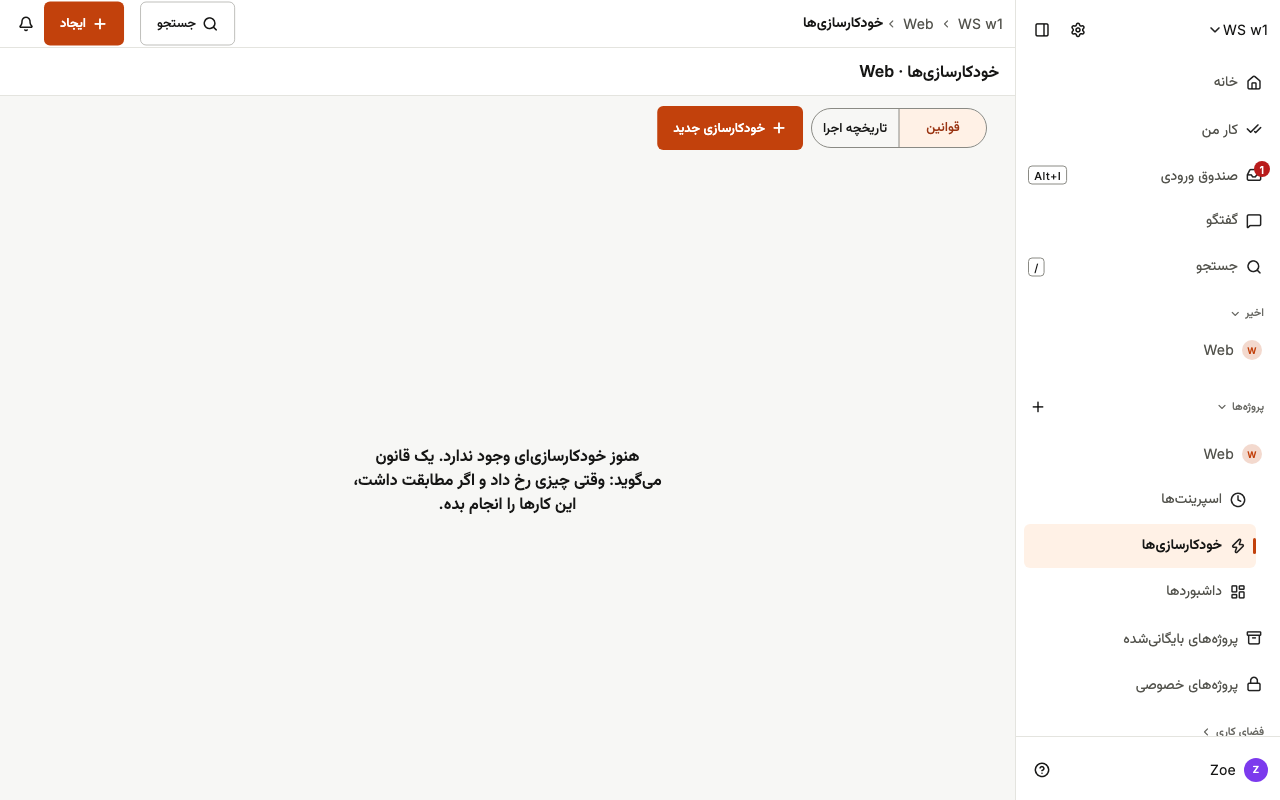 WS w1
خانه
کار من
1
صندوق ورودی
Alt+I
گفتگو
جستجو
/
اخیر
W
Web
پروژه‌ها
W
Web
اسپرینت‌ها
خودکارسازی‌ها
داشبوردها
پروژه‌های بایگانی‌شده
پروژه‌های خصوصی
فضای کاری
Z
Zoe
WS w1 › Web › خودکارسازی‌ها
جستجو
ایجاد
خودکارسازی‌ها · Web
قوانین
تاریخچه اجرا
خودکارسازی جدید
هنوز خودکارسازی‌ای وجود ندارد. یک قانون
می‌گوید: وقتی چیزی رخ داد و اگر مطابقت داشت،
این کارها را انجام بده.